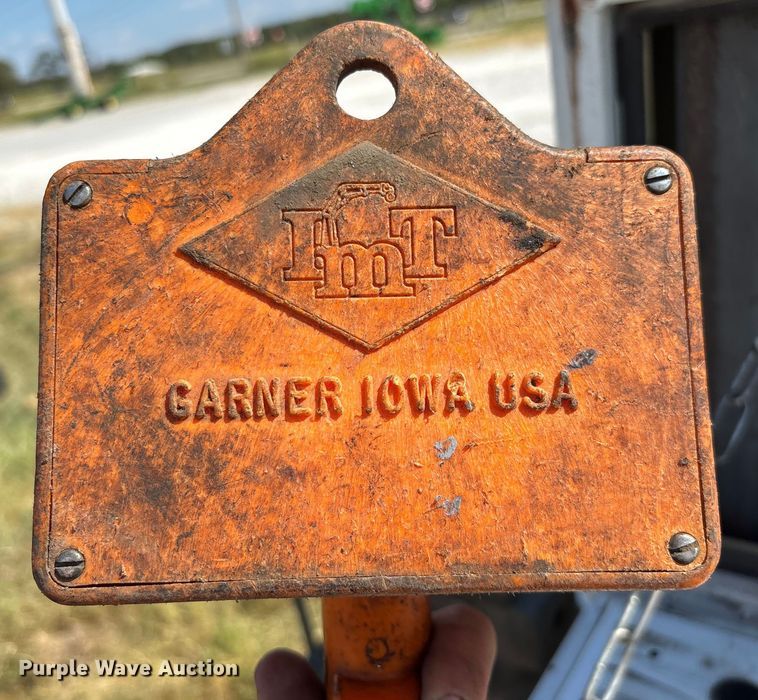 ImT
GARNER IOWA USA
Purple Wave Auction